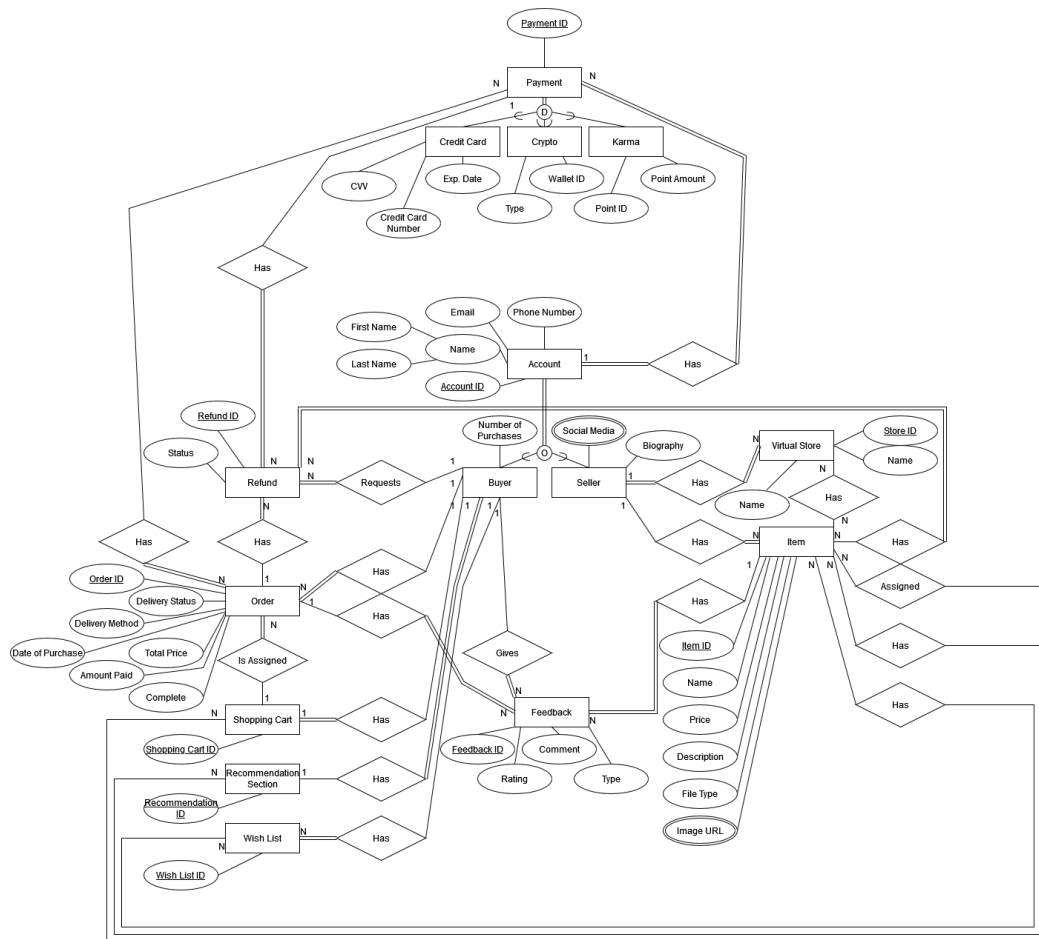 Payment ID
N
Payment
N
1
D
Credit Card
Crypto
Karma
CVV
Exp. Date
Wallet ID
Point Amount
Credit Card
Number
Type
Point ID
Has
Email
Phone Number
First Name
Name
Last Name
Account
1
Has
Account ID
Refund ID
Number of
Purchases
Social Media
Virtual Store
Store ID
Status
O
Biography
N
Name
N
N
N
Refund
N
Requests
1
Buyer
Seller
1
Has
N
Name
1
1
1
1
1
1
Has
N
N
Has
N
Has
N
Item
N
Has
Has
Has
N
Order ID
1
N
Has
1
N
N
N
Assigned
Delivery Status
Order
1
Has
Has
Delivery Method
N
Item ID
Has
Date of Purchase
Total Price
Is Assigned
Gives
Name
Amount Paid
Complete
1
N
Has
N
Shopping Cart
1
Has
N
Feedback
N
Price
Shopping Cart ID
Feedback ID
Comment
Description
N
Recommendation
Section
1
Has
Rating
Type
Recommendation
ID
File Type
N
Wish List
N
Has
Image URL
Wish List ID